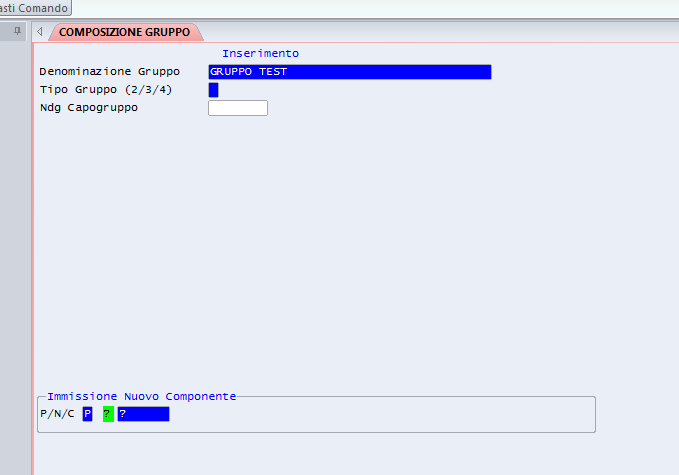 asti Comando
COMPOSIZIONE GRUPPO
Inserimento
Denominazione Gruppo GRUPPO TEST
Tipo Gruppo (2/3/4)
Ndg Capogruppo
Immissione Nuovo Componente
P/N/C P ? ?